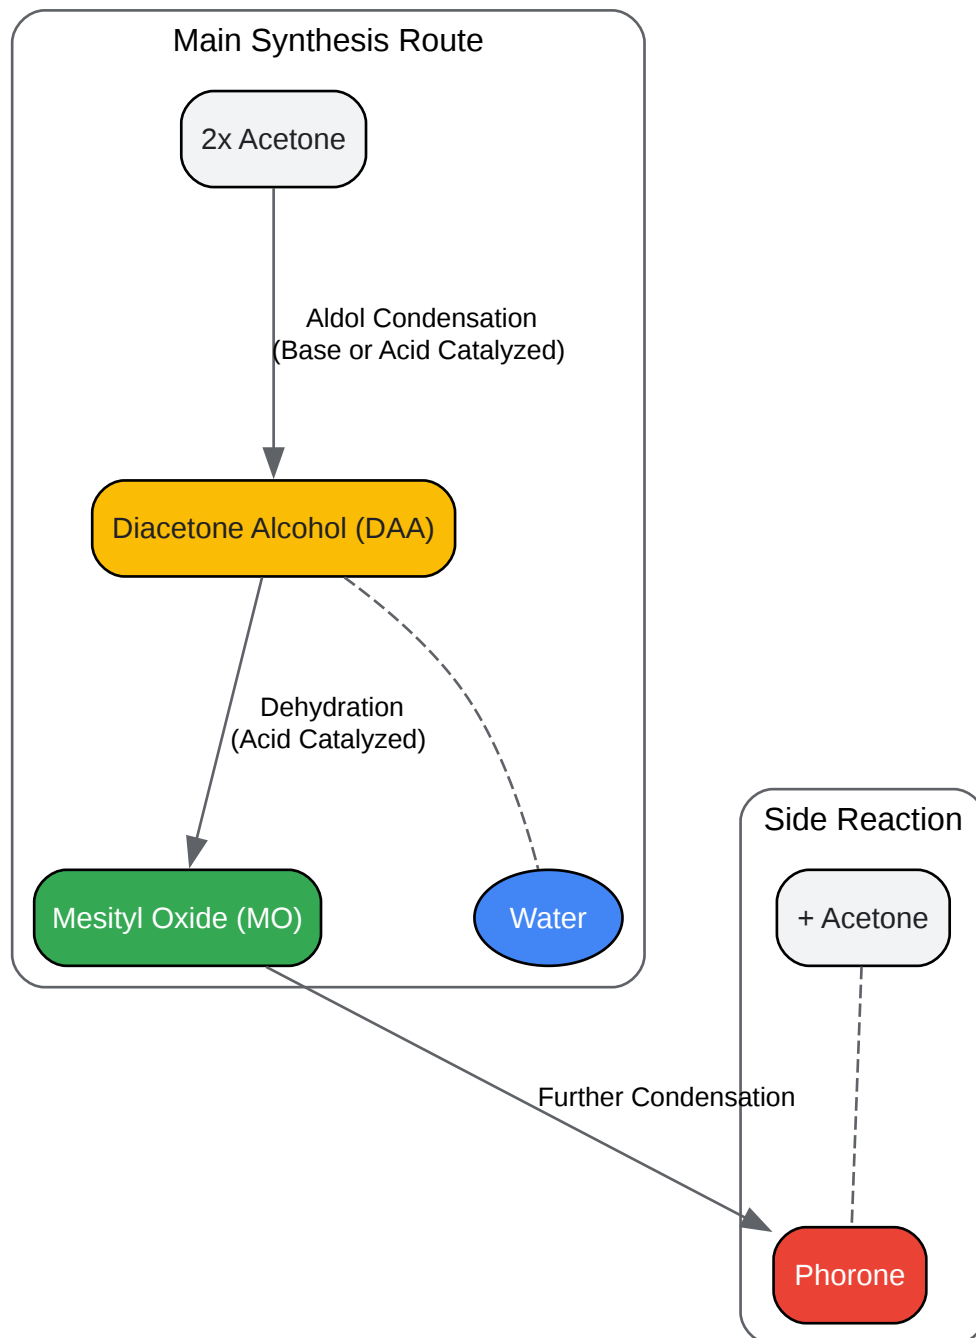 Main Synthesis Route
2x Acetone
Aldol Condensation
(Base or Acid Catalyzed)
Diacetone Alcohol (DAA)
Dehydration
(Acid Catalyzed)
Mesityl Oxide (MO)
Water
Side Reaction
+ Acetone
Further Condensation
Phorone